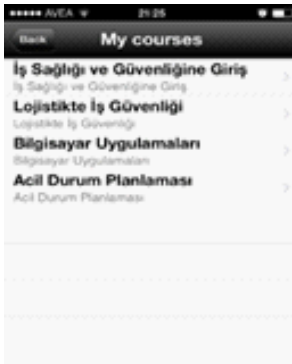 AVEA 21:25
Back My courses
İş Sağlığı ve Güvenliğine Giriş
İş Sağlığı ve Güvenliğine Giriş
Lojistikte İş Güvenliği
Lojistikte İş Güvenliği
Bilgisayar Uygulamaları
Bilgisayar Uygulamaları
Acil Durum Planlaması
Acil Durum Planlaması